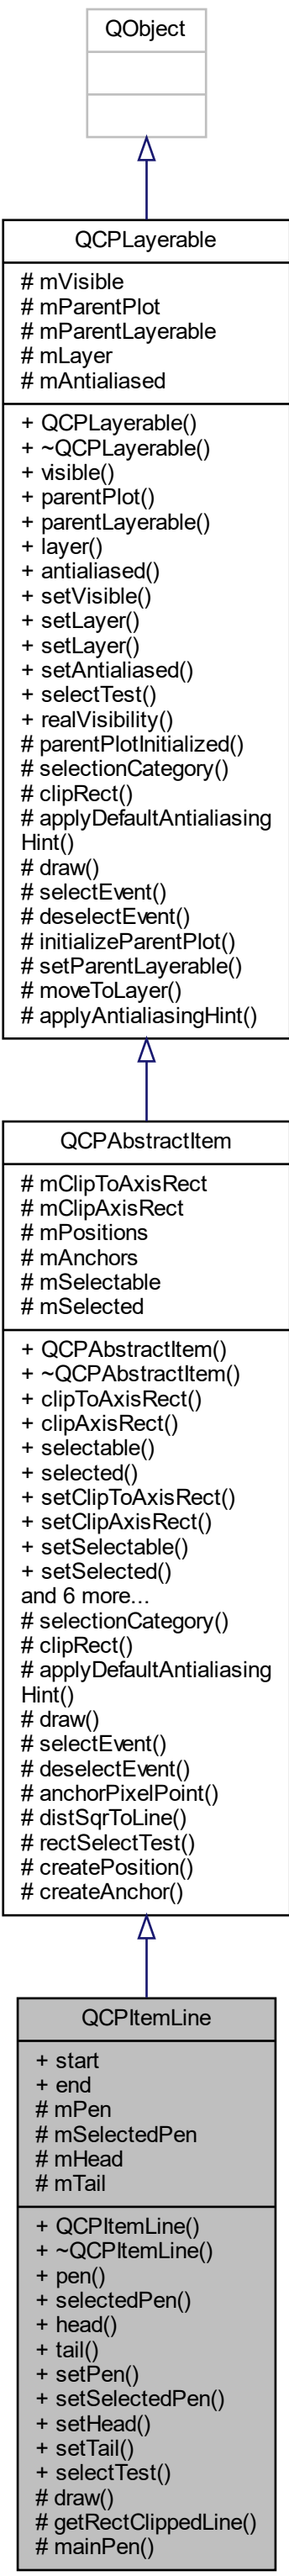 QObject
QCPLayerable
# mVisible
# mParentPlot
# mParentLayerable
# mLayer
# mAntialiased
+ QCPLayerable()
+ ~QCPLayerable()
+ visible()
+ parentPlot()
+ parentLayerable()
+ layer()
+ antialiased()
+ setVisible()
+ setLayer()
+ setLayer()
+ setAntialiased()
+ selectTest()
+ realVisibility()
# parentPlotInitialized()
# selectionCategory()
# clipRect()
# applyDefaultAntialiasing
Hint()
# draw()
# selectEvent()
# deselectEvent()
# initializeParentPlot()
# setParentLayerable()
# moveToLayer()
# applyAntialiasingHint()
QCPAbstractItem
# mClipToAxisRect
# mClipAxisRect
# mPositions
# mAnchors
# mSelectable
# mSelected
+ QCPAbstractItem()
+ ~QCPAbstractItem()
+ clipToAxisRect()
+ clipAxisRect()
+ selectable()
+ selected()
+ setClipToAxisRect()
+ setClipAxisRect()
+ setSelectable()
+ setSelected()
and 6 more...
# selectionCategory()
# clipRect()
# applyDefaultAntialiasing
Hint()
# draw()
# selectEvent()
# deselectEvent()
# anchorPixelPoint()
# distSqrToLine()
# rectSelectTest()
# createPosition()
# createAnchor()
QCPItemLine
+ start
+ end
# mPen
# mSelectedPen
# mHead
# mTail
+ QCPItemLine()
+ ~QCPItemLine()
+ pen()
+ selectedPen()
+ head()
+ tail()
+ setPen()
+ setSelectedPen()
+ setHead()
+ setTail()
+ selectTest()
# draw()
# getRectClippedLine()
# mainPen()